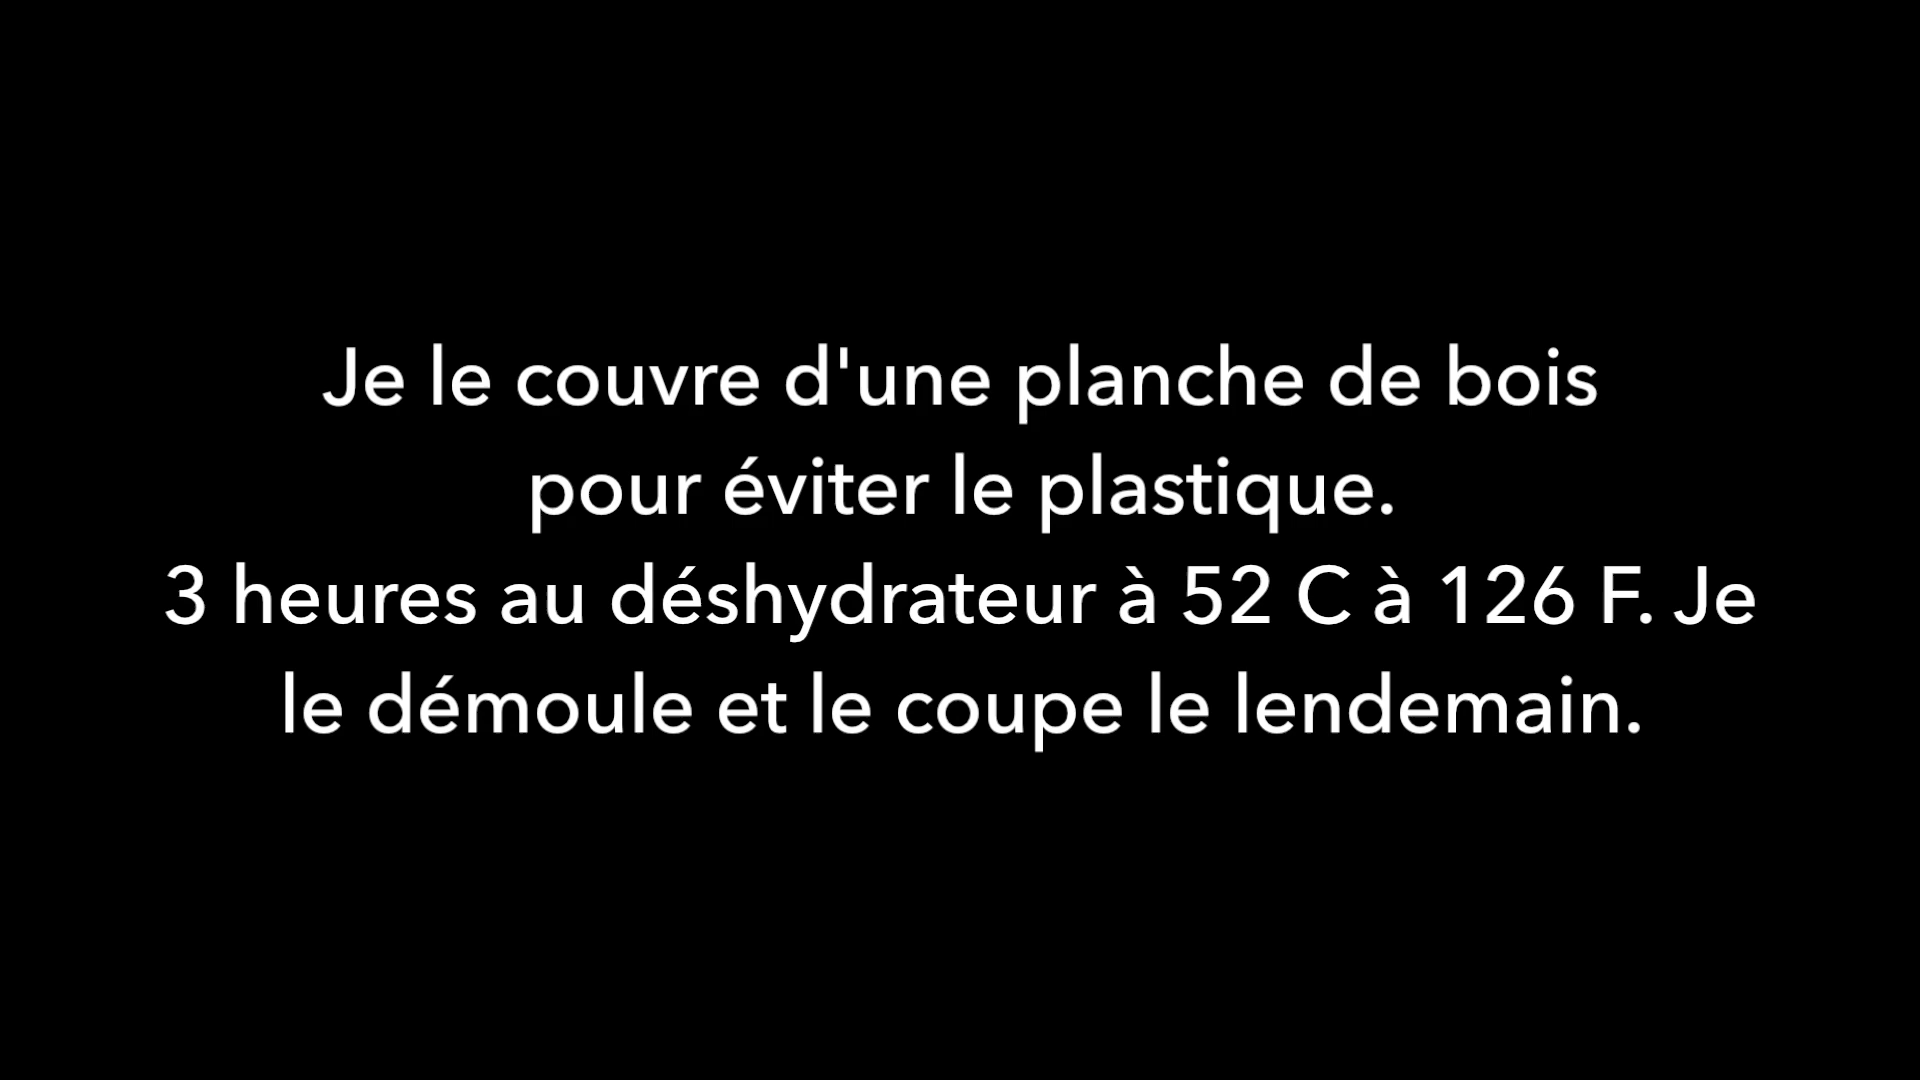 Je le couvre d'une planche de bois
pour éviter le plastique.
3 heures au déshydrateur à 52 C à 126 F. Je
le démoule et le coupe le lendemain.